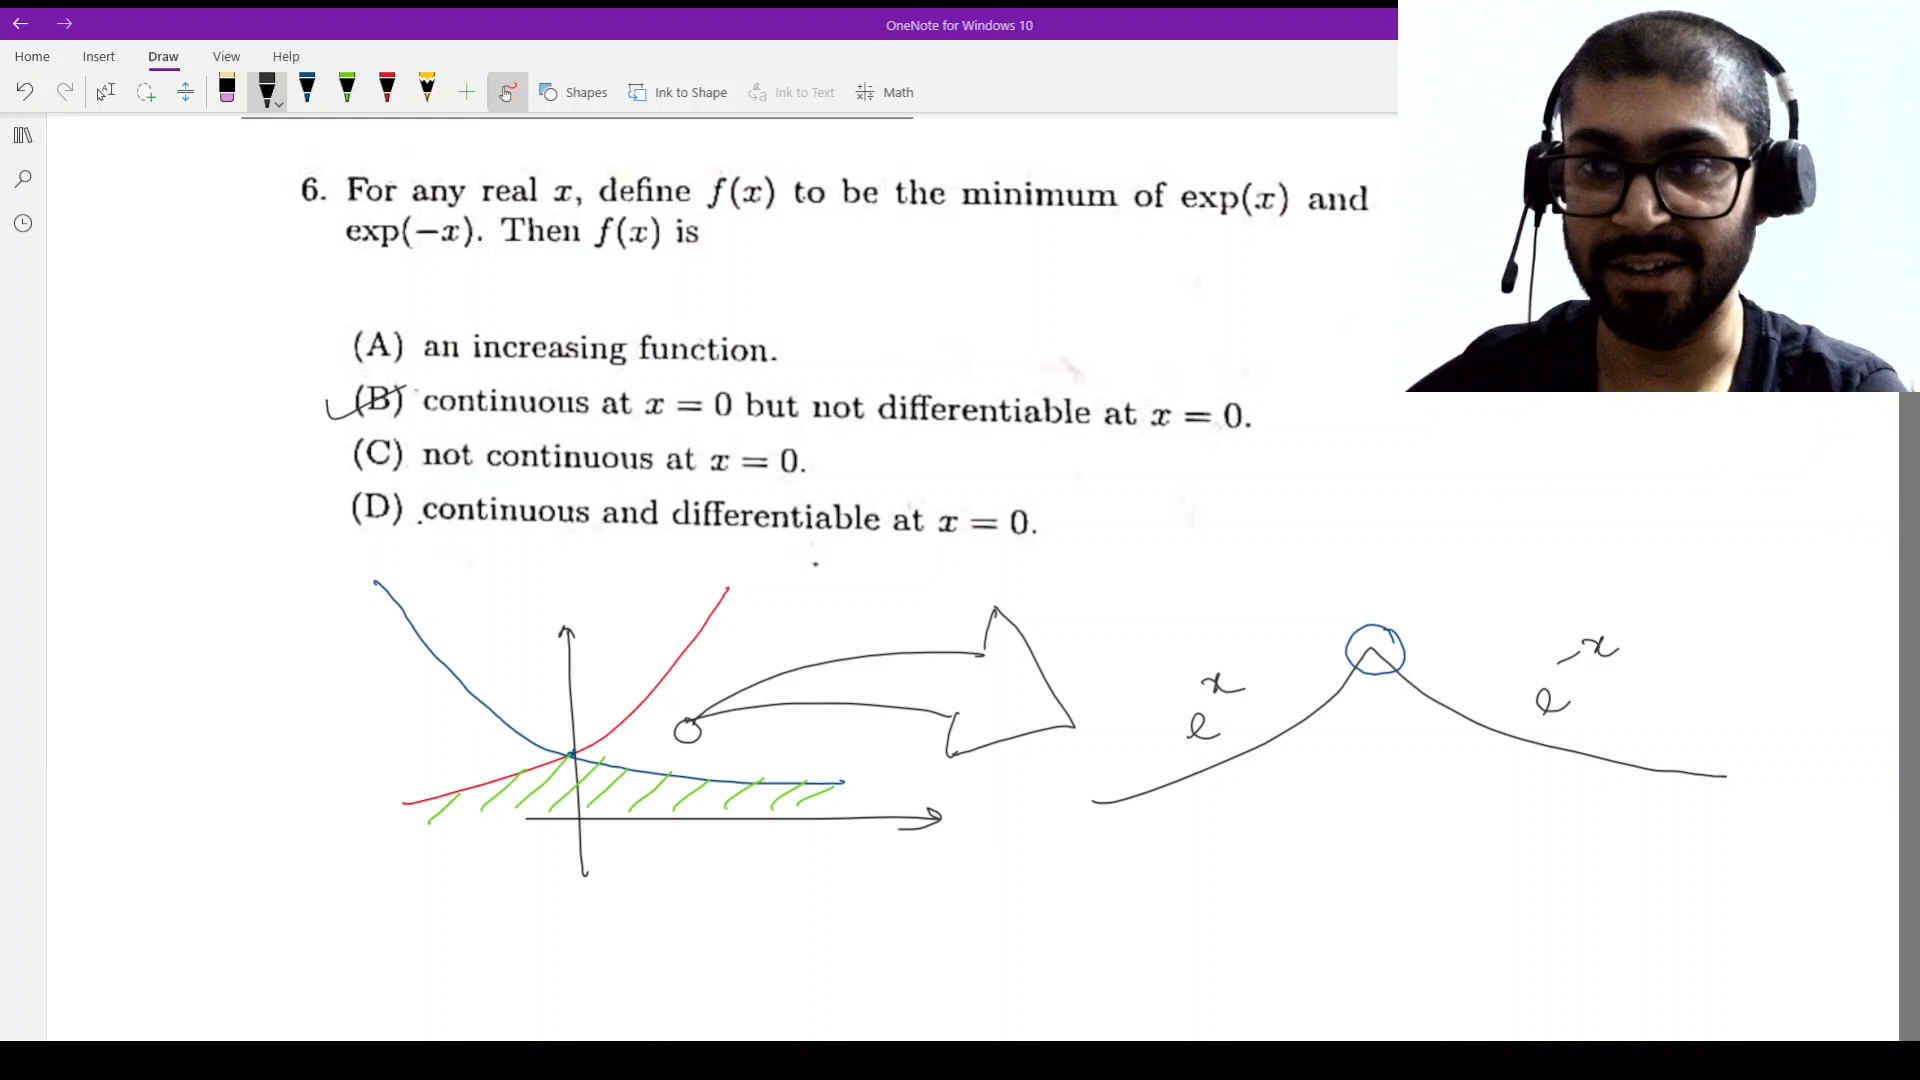 OneNote for Windows 10
Home Insert Draw View Help
Shapes Ink to Shape Ink to Text Math
6. For any real x, define f(x) to be the minimum of exp(x) and
exp(−x). Then f(x) is
(A) an increasing function.
(B) continuous at x = 0 but not differentiable at x = 0.
(C) not continuous at x = 0.
(D) continuous and differentiable at x = 0.
e^x
e^-x